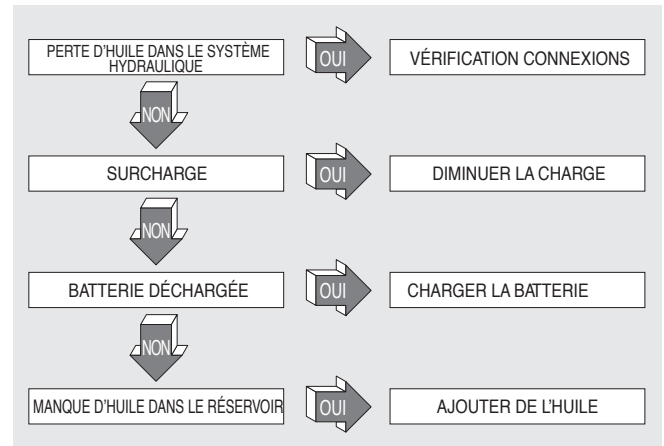 PERTE D'HUILE DANS LE SYSTÈME
HYDRAULIQUE
OUI
VÉRIFICATION CONNEXIONS
NON
SURCHARGE
OUI
DIMINUER LA CHARGE
NON
BATTERIE DÉCHARGÉE
OUI
CHARGER LA BATTERIE
NON
MANQUE D'HUILE DANS LE RÉSERVOIR
OUI
AJOUTER DE L'HUILE